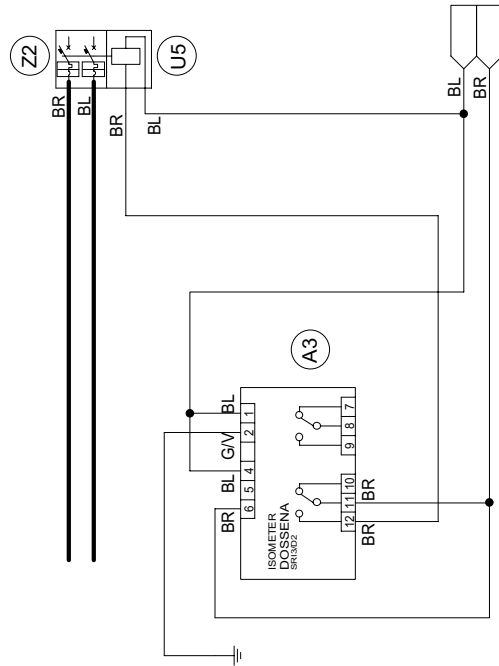 Z2
U5
BR
BL
BR
BL
BL
BR
A3
BR
BL
G/V
BL
6
5
4
2
1
ISOMETER
DOSSENA
SRI3/D2
12
11
10
9
8
7
BR
BR